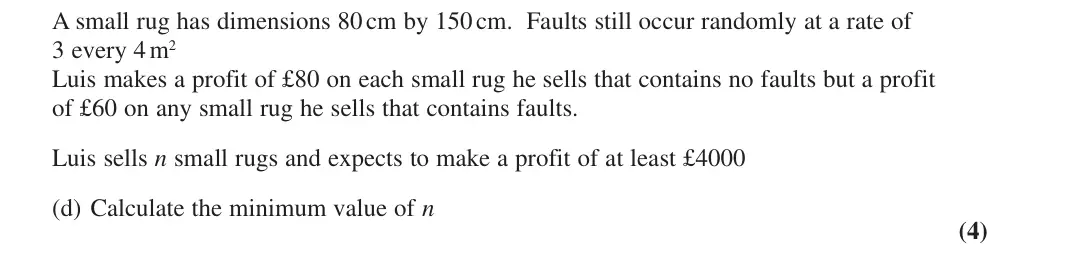 A small rug has dimensions 80 cm by 150 cm. Faults still occur randomly at a rate of
3 every 4 m²
Luis makes a profit of £80 on each small rug he sells that contains no faults but a profit
of £60 on any small rug he sells that contains faults.
Luis sells n small rugs and expects to make a profit of at least £4000
(d) Calculate the minimum value of n
(4)